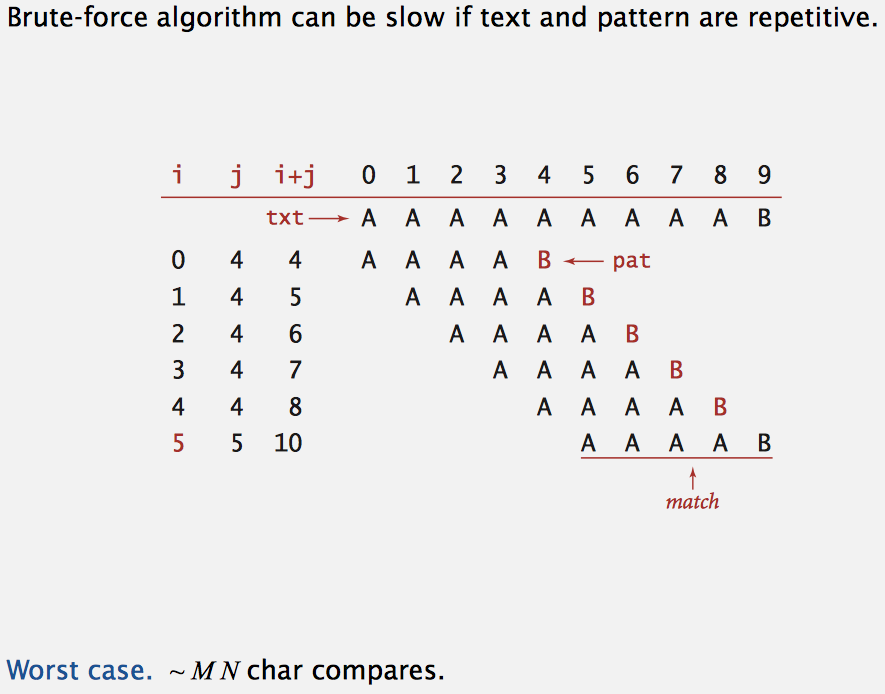 Brute-force algorithm can be slow if text and pattern are repetitive.
i j i+j 0 1 2 3 4 5 6 7 8 9
txt A A A A A A A A A B
0 4 4 A A A A B pat
1 4 5 A A A A B
2 4 6 A A A A B
3 4 7 A A A A B
4 4 8 A A A A B
5 5 10 A A A A B
match
Worst case. ~ M N char compares.